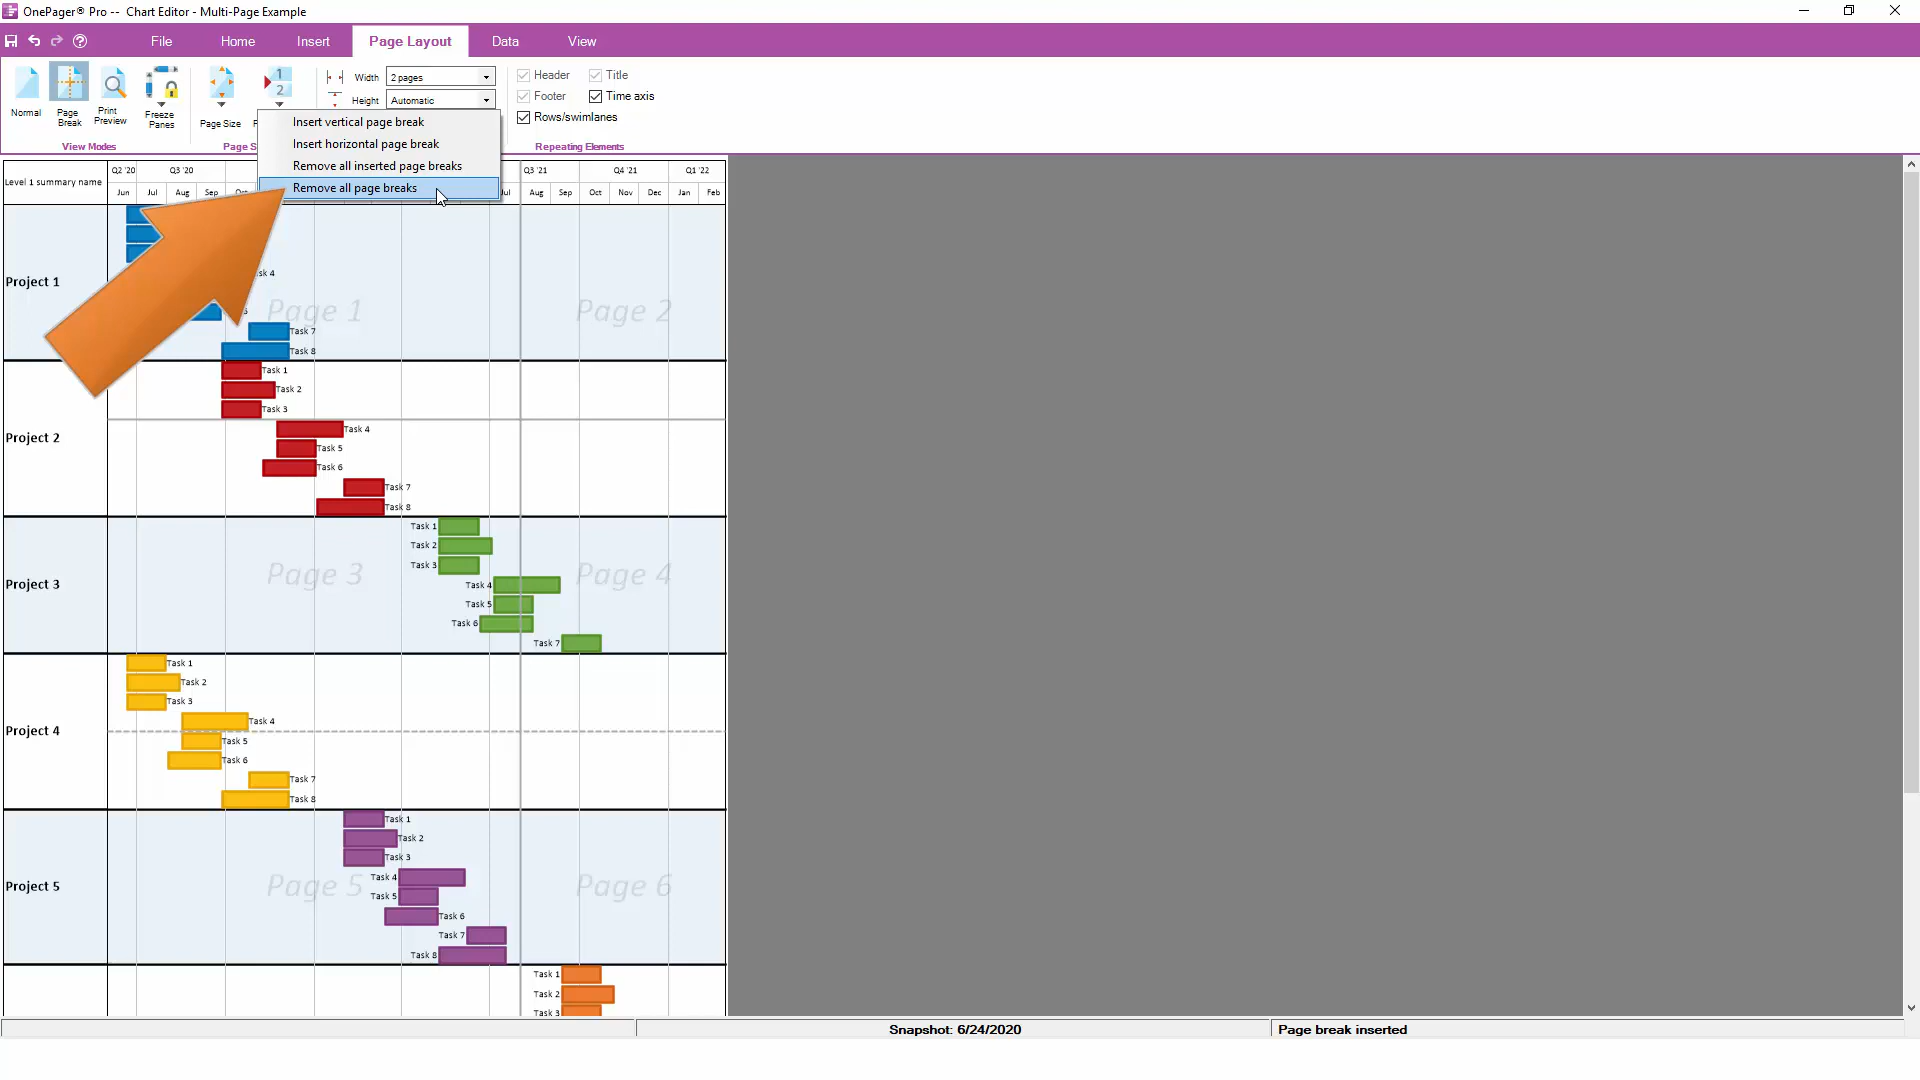 OnePager® Pro -- Chart Editor - Multi-Page Example
File Home Insert Page Layout Data View
Normal
Page Break
Print Preview
Freeze Panes
View Modes
Page Size
Width 2 pages
Height Automatic
Header Title
Footer Time axis
Rows/swimlanes
Repeating Elements
Insert vertical page break
Insert horizontal page break
Remove all inserted page breaks
Remove all page breaks
Level 1 summary name
Q2 '20 Q3 '20 Q3 '21 Q4 '21 Q1 '22
Jun Jul Aug Sep Aug Sep Oct Nov Dec Jan Feb
Project 1
Page 1 Page 2
Task 7
Task 8
Project 2
Task 1
Task 2
Task 3
Task 4
Task 5
Task 6
Task 7
Task 8
Project 3
Page 3 Page 4
Task 1
Task 2
Task 3
Task 4
Task 5
Task 6
Task 7
Project 4
Task 1
Task 2
Task 3
Task 4
Task 5
Task 6
Task 7
Task 8
Project 5
Page 5 Page 6
Task 1
Task 2
Task 3
Task 4
Task 5
Task 6
Task 7
Task 8
Task 1
Task 2
Task 3
Snapshot: 6/24/2020
Page break inserted